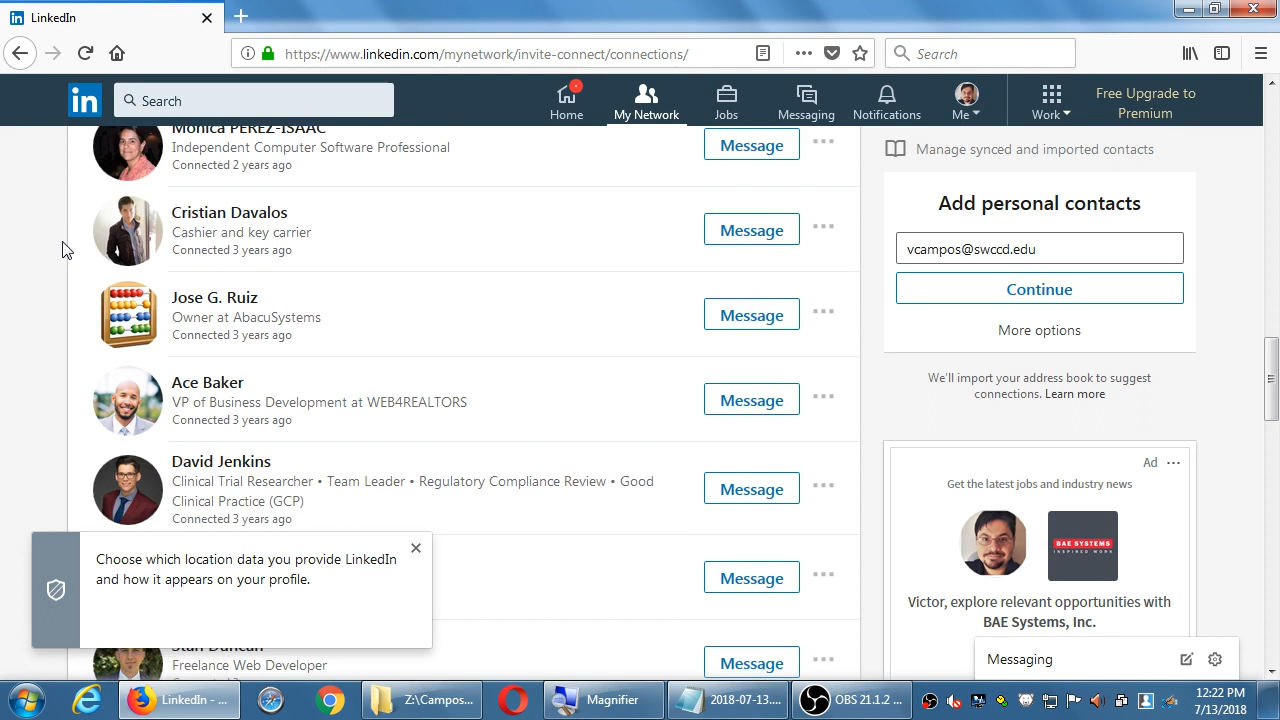 LinkedIn
https://www.linkedin.com/mynetwork/invite-connect/connections/
Search
in
Search
Home
My Network
Jobs
Messaging
Notifications
Me
Work
Free Upgrade to
Premium
Monica PEREZ-ISAAC
Independent Computer Software Professional
Connected 2 years ago
Message
Cristian Davalos
Cashier and key carrier
Connected 3 years ago
Message
Jose G. Ruiz
Owner at AbacuSystems
Connected 3 years ago
Message
Ace Baker
VP of Business Development at WEB4REALTORS
Connected 3 years ago
Message
David Jenkins
Clinical Trial Researcher • Team Leader • Regulatory Compliance Review • Good
Clinical Practice (GCP)
Connected 3 years ago
Message
Message
Stan Duncan
Freelance Web Developer
Message
Choose which location data you provide LinkedIn
and how it appears on your profile.
Manage synced and imported contacts
Add personal contacts
vcampos@swccd.edu
Continue
More options
We'll import your address book to suggest
connections. Learn more
Ad
Get the latest jobs and industry news
BAE SYSTEMS
INSPIRED WORK
Victor, explore relevant opportunities with
BAE Systems, Inc.
Messaging
LinkedIn - ...
Z:\Campos...
Magnifier
2018-07-13....
OBS 21.1.2 ...
12:22 PM
7/13/2018